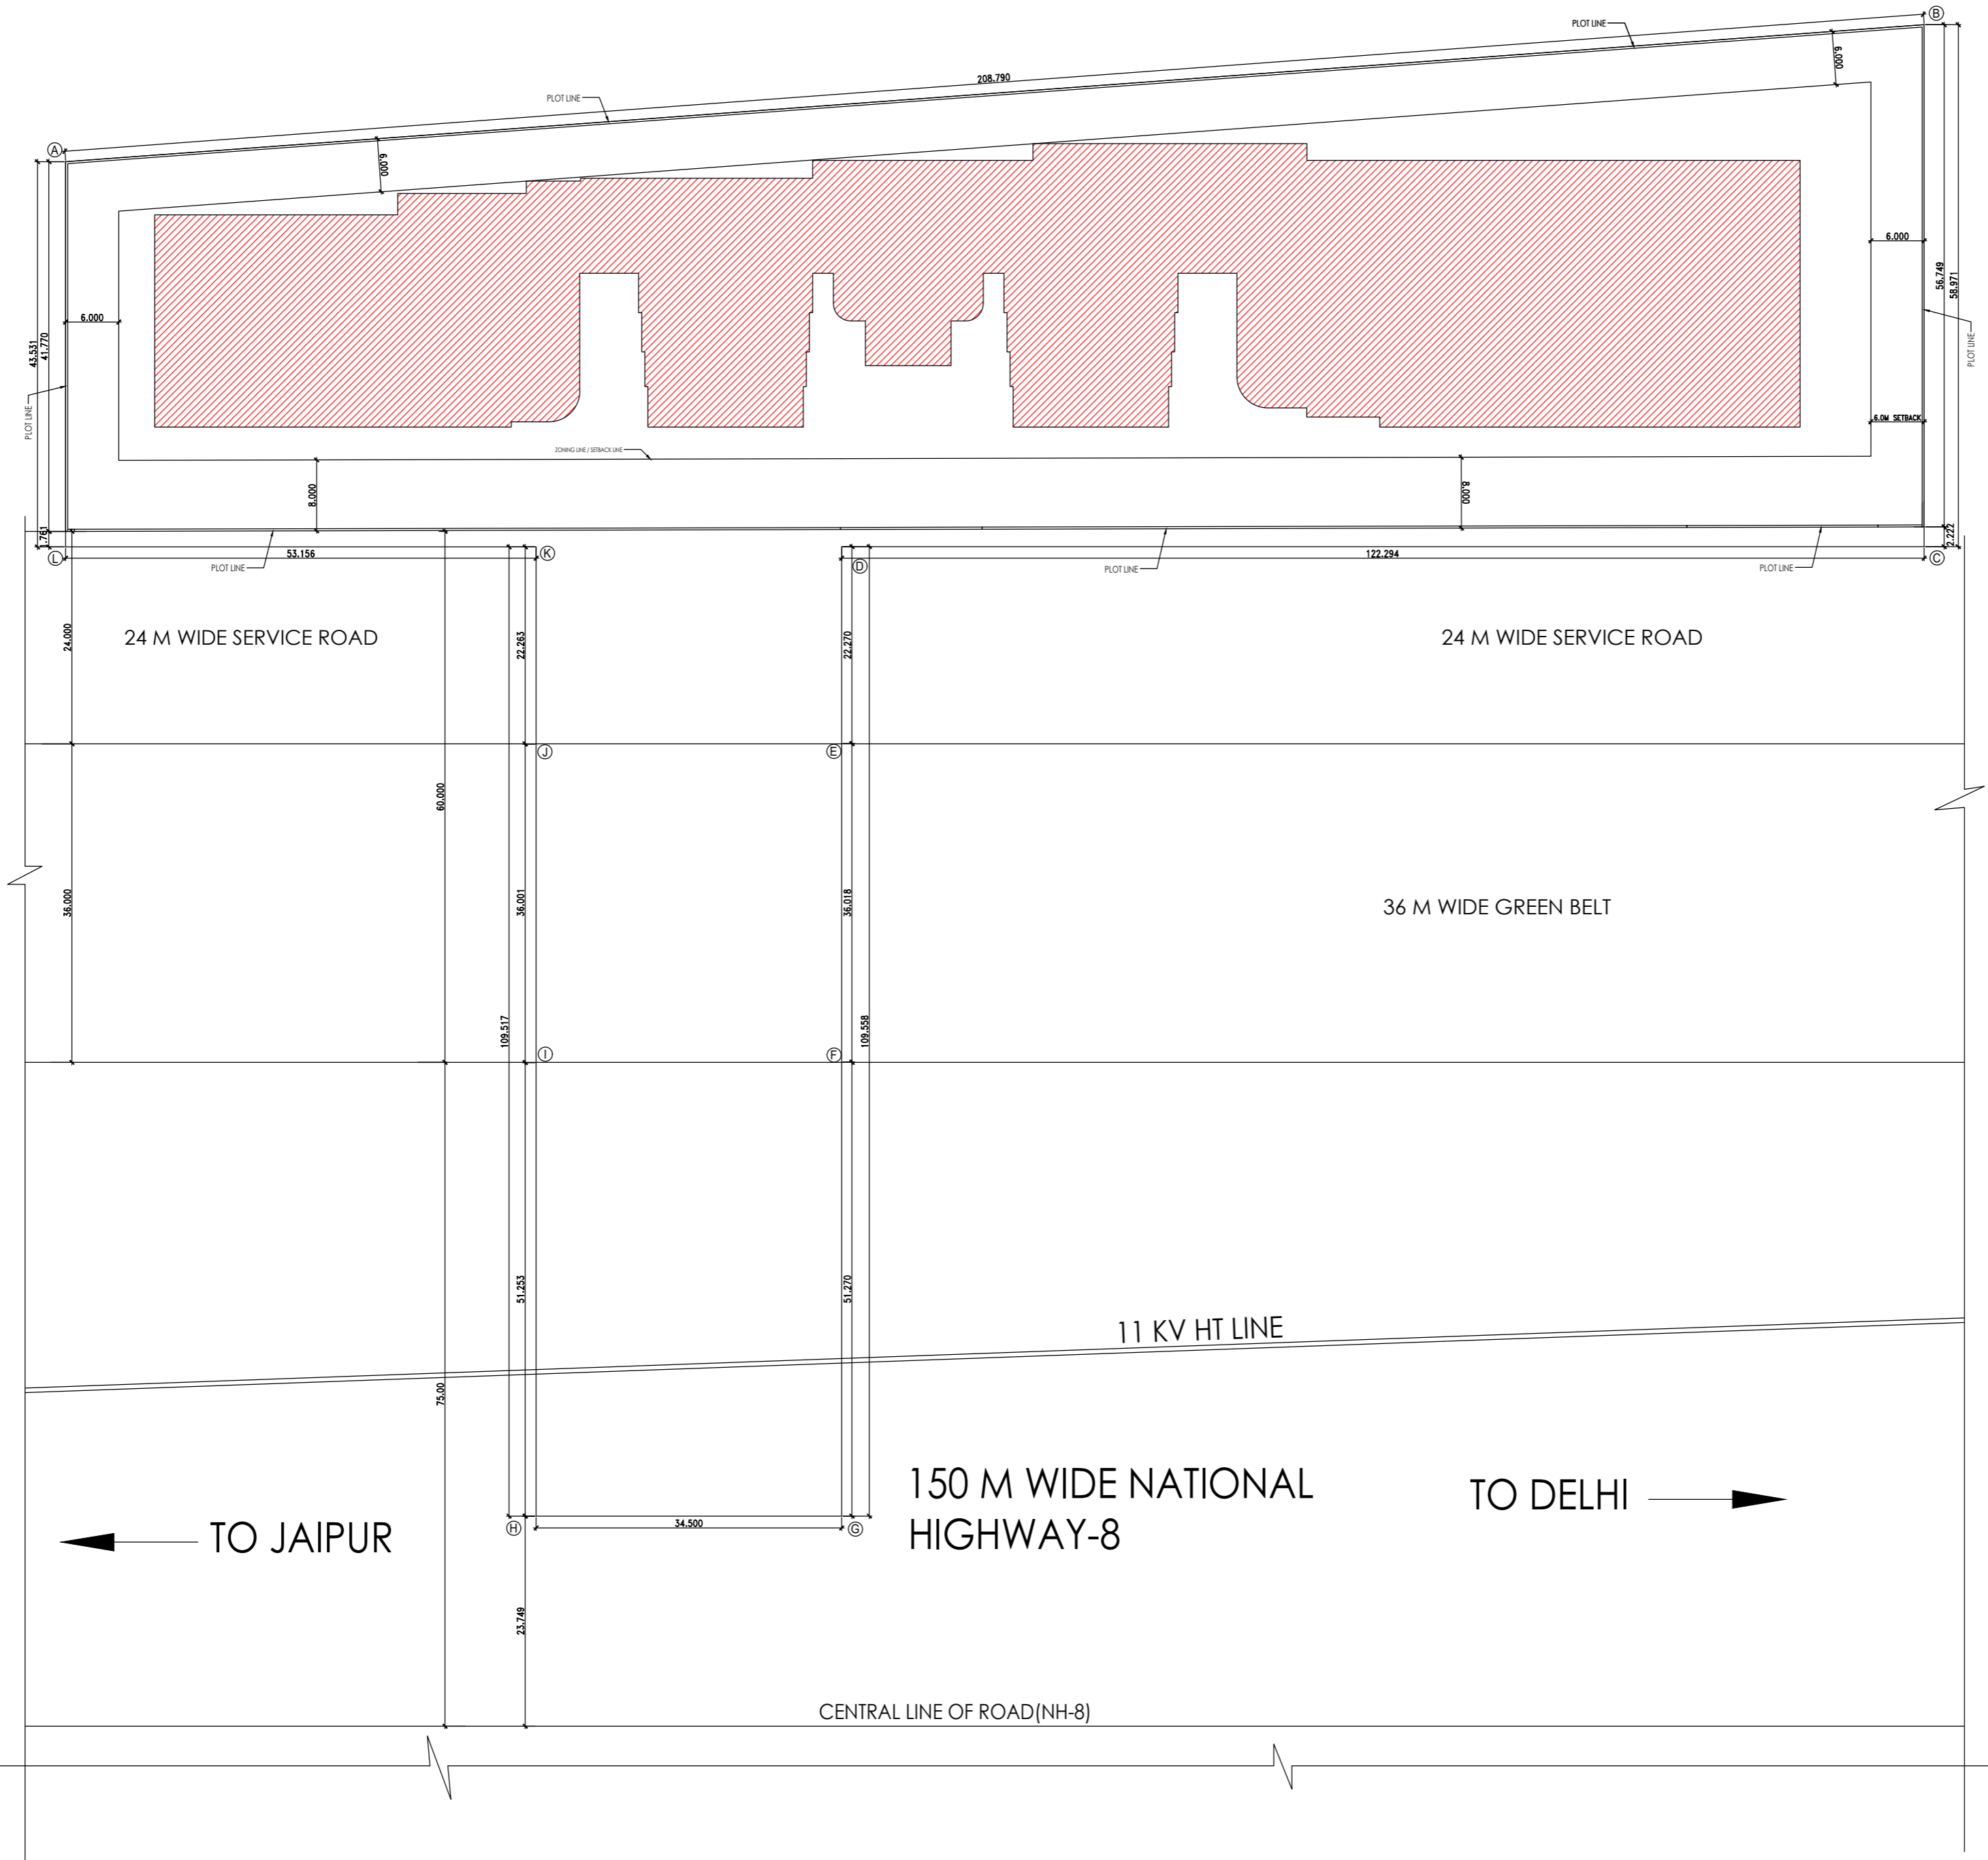 B
PLOT LINE
6.000
208.790
PLOT LINE
A
6.000
6.000
56.749
58.971
6.000
43.531
41.770
PLOT LINE
PLOT LINE
6.0M SETBACK
ZONING LINE / SETBACK LINE
8.000
8.000
1.761
2.222
L
53.156
K
D
122.294
C
PLOT LINE
PLOT LINE
PLOT LINE
24.000
24 M WIDE SERVICE ROAD
22.263
22.270
24 M WIDE SERVICE ROAD
J
E
60.000
36.000
36.001
36.018
36 M WIDE GREEN BELT
109.517
109.558
I
F
51.253
51.270
11 KV HT LINE
75.00
150 M WIDE NATIONAL
HIGHWAY-8
TO DELHI
TO JAIPUR
H
34.500
G
23.749
CENTRAL LINE OF ROAD(NH-8)